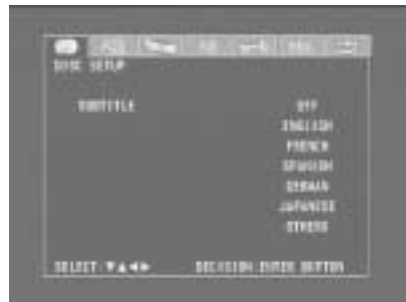 DISC SETUP
SUBTITLE OFF
ENGLISH
FRENCH
SPANISH
GERMAN
JAPANESE
OTHERS
SELECT:▼▲◀▶ DECISION:ENTER BUTTON